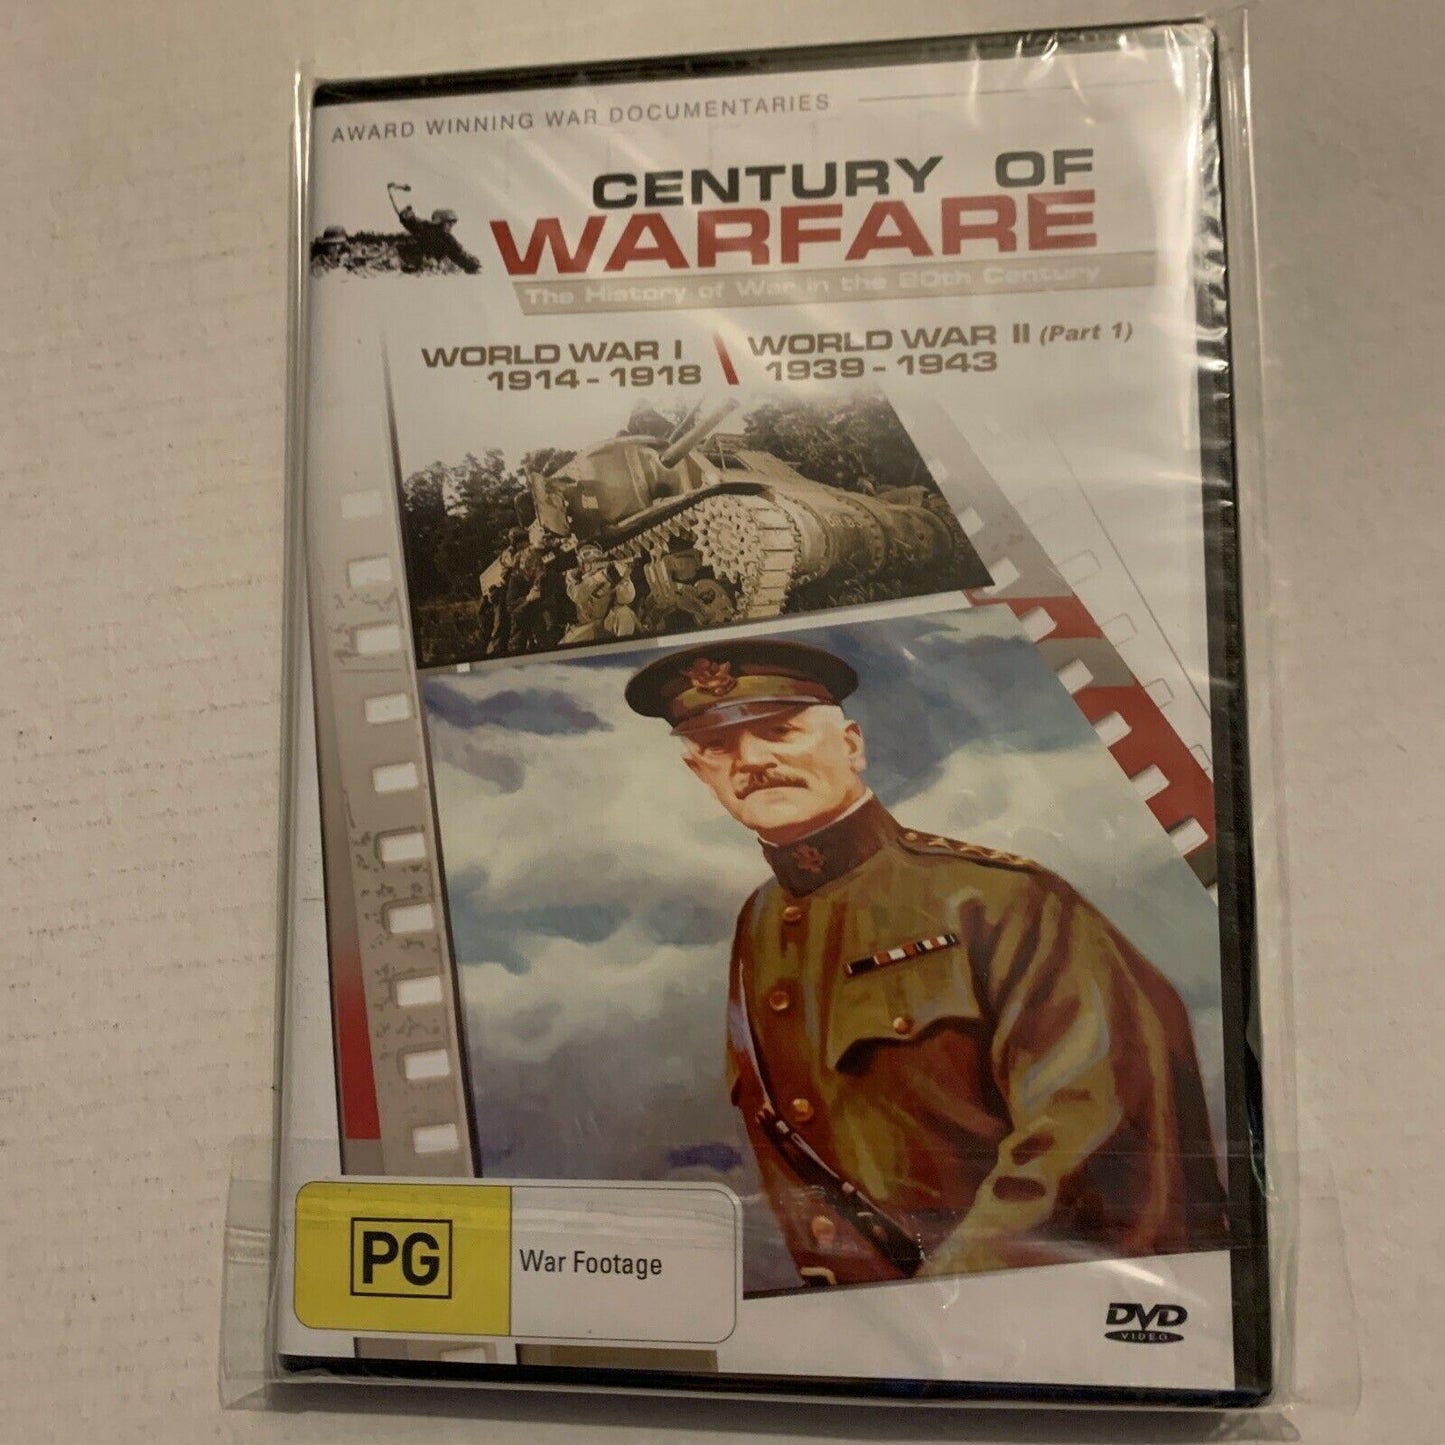 AWARD WINNING WAR DOCUMENTARIES
CENTURY OF
WARFARE
The History of War in the 20th Century
WORLD WAR I
1914 - 1918
WORLD WAR II (Part 1)
1939 - 1943
PG
War Footage
DVD
VIDEO